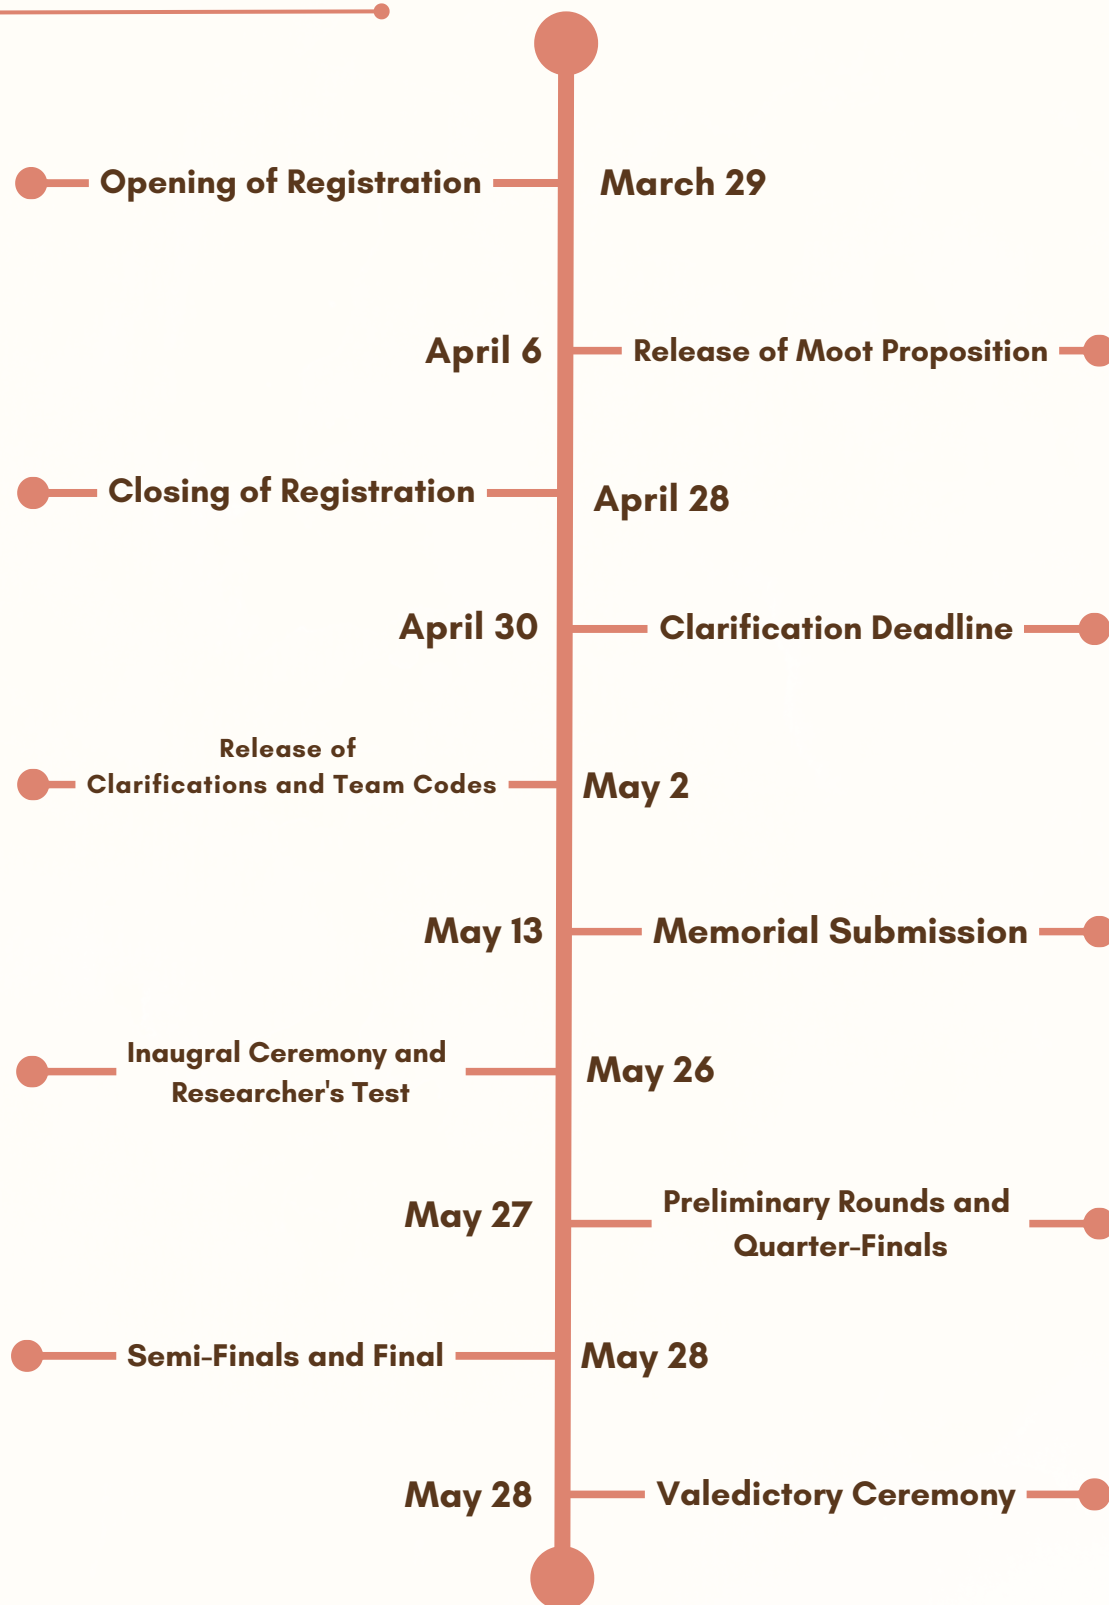 Opening of Registration
March 29
April 6
Release of Moot Proposition
Closing of Registration
April 28
April 30
Clarification Deadline
Release of
Clarifications and Team Codes
May 2
May 13
Memorial Submission
Inaugral Ceremony and
Researcher's Test
May 26
May 27
Preliminary Rounds and
Quarter-Finals
Semi-Finals and Final
May 28
May 28
Valedictory Ceremony